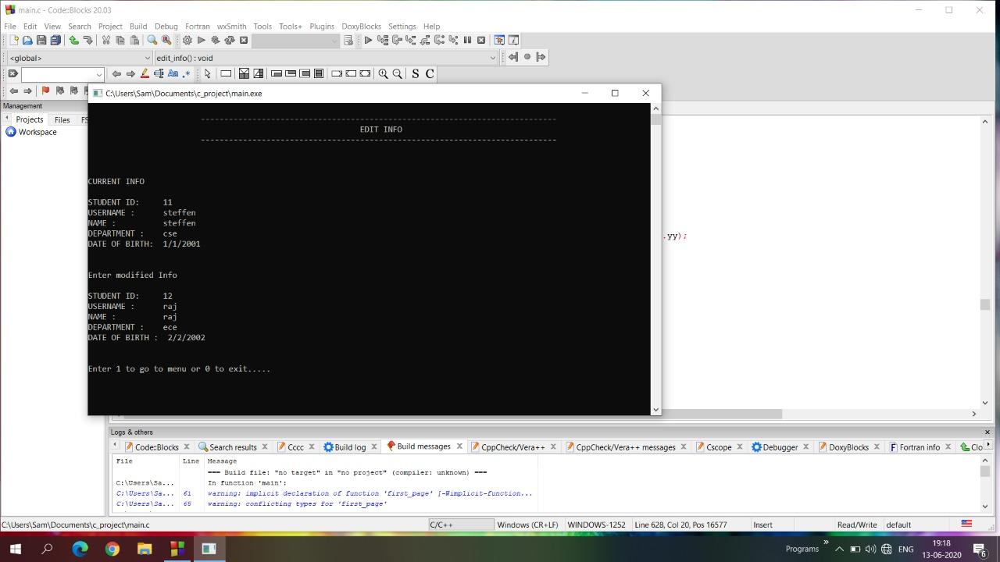 main.c - Code::Blocks 20.03
File Edit View Search Project Build Debug Fortran wxSmith Tools Tools+ Plugins DoxyBlocks Settings Help
<global> edit_info() : void
S C
C:\Users\Sam\Documents\c_project\main.exe
Management
Projects Files FS
Workspace
--------------------------------------------------------------------------------
EDIT INFO
--------------------------------------------------------------------------------
CURRENT INFO
STUDENT ID: 11
USERNAME : steffen
NAME : steffen
DEPARTMENT : cse
DATE OF BIRTH: 1/1/2001
.yy);
Enter modified Info
STUDENT ID: 12
USERNAME : raj
NAME : raj
DEPARTMENT : ece
DATE OF BIRTH : 2/2/2002
Enter 1 to go to menu or 0 to exit.....
Logs & others
Code::Blocks Search results Cccc Build log Build messages CppCheck/Vera++ CppCheck/Vera++ messages Cscope Debugger DoxyBlocks Fortran info Clo
File Line Message
=== Build file: "no target" in "no project" (compiler: unknown) ===
C:\Users\Sa... In function 'main':
C:\Users\Sa... 61 warning: implicit declaration of function 'first_page' [-Wimplicit-function...
C:\Users\Sa... 65 warning: conflicting types for 'first_page'
C:\Users\Sam\Documents\c_project\main.c C/C++ Windows (CR+LF) WINDOWS-1252 Line 628, Col 20, Pos 16577 Insert Read/Write default
Programs » ENG 19:18
13-06-2020 6